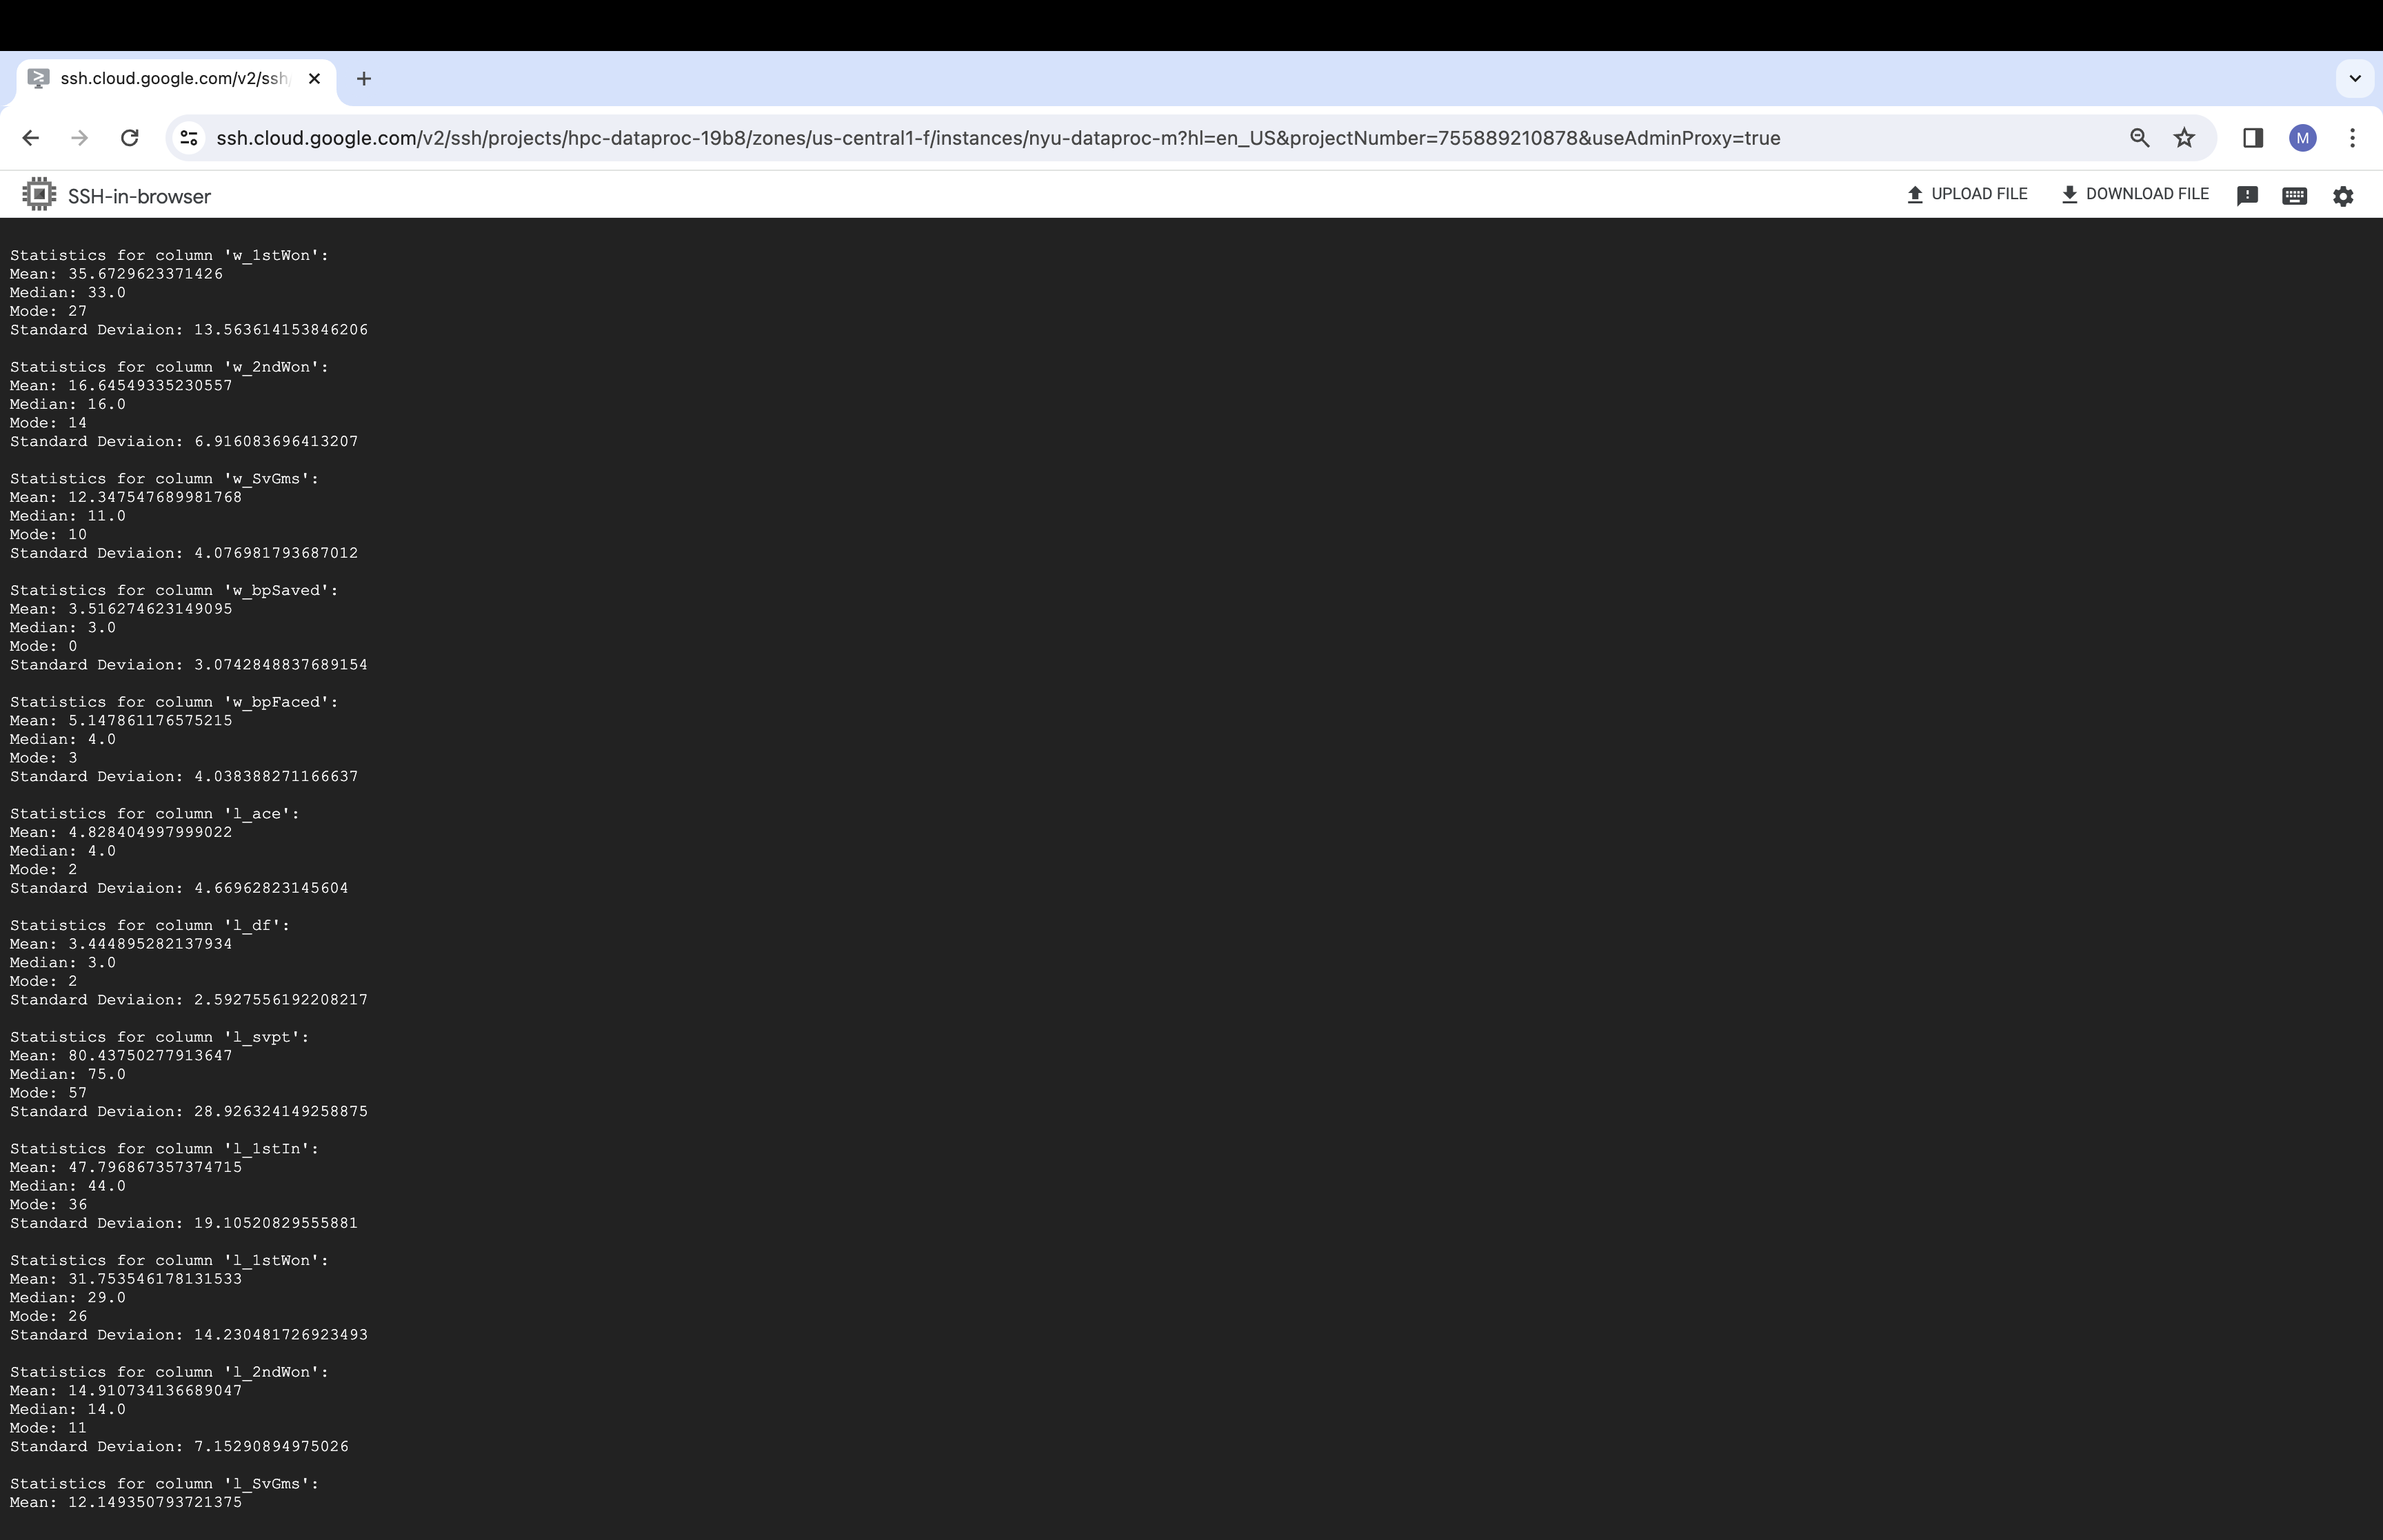 ssh.cloud.google.com/v2/ssh
ssh.cloud.google.com/v2/ssh/projects/hpc-dataproc-19b8/zones/us-central1-f/instances/nyu-dataproc-m?hl=en_US&projectNumber=755889210878&useAdminProxy=true
M
SSH-in-browser
UPLOAD FILE
DOWNLOAD FILE
Statistics for column 'w_1stWon':
Mean: 35.6729623371426
Median: 33.0
Mode: 27
Standard Deviaion: 13.563614153846206
Statistics for column 'w_2ndWon':
Mean: 16.64549335230557
Median: 16.0
Mode: 14
Standard Deviaion: 6.916083696413207
Statistics for column 'w_SvGms':
Mean: 12.347547689981768
Median: 11.0
Mode: 10
Standard Deviaion: 4.076981793687012
Statistics for column 'w_bpSaved':
Mean: 3.516274623149095
Median: 3.0
Mode: 0
Standard Deviaion: 3.0742848837689154
Statistics for column 'w_bpFaced':
Mean: 5.147861176575215
Median: 4.0
Mode: 3
Standard Deviaion: 4.038388271166637
Statistics for column 'l_ace':
Mean: 4.828404997999022
Median: 4.0
Mode: 2
Standard Deviaion: 4.66962823145604
Statistics for column 'l_df':
Mean: 3.444895282137934
Median: 3.0
Mode: 2
Standard Deviaion: 2.5927556192208217
Statistics for column 'l_svpt':
Mean: 80.43750277913647
Median: 75.0
Mode: 57
Standard Deviaion: 28.926324149258875
Statistics for column 'l_1stIn':
Mean: 47.796867357374715
Median: 44.0
Mode: 36
Standard Deviaion: 19.10520829555881
Statistics for column 'l_1stWon':
Mean: 31.753546178131533
Median: 29.0
Mode: 26
Standard Deviaion: 14.230481726923493
Statistics for column 'l_2ndWon':
Mean: 14.910734136689047
Median: 14.0
Mode: 11
Standard Deviaion: 7.15290894975026
Statistics for column 'l_SvGms':
Mean: 12.149350793721375